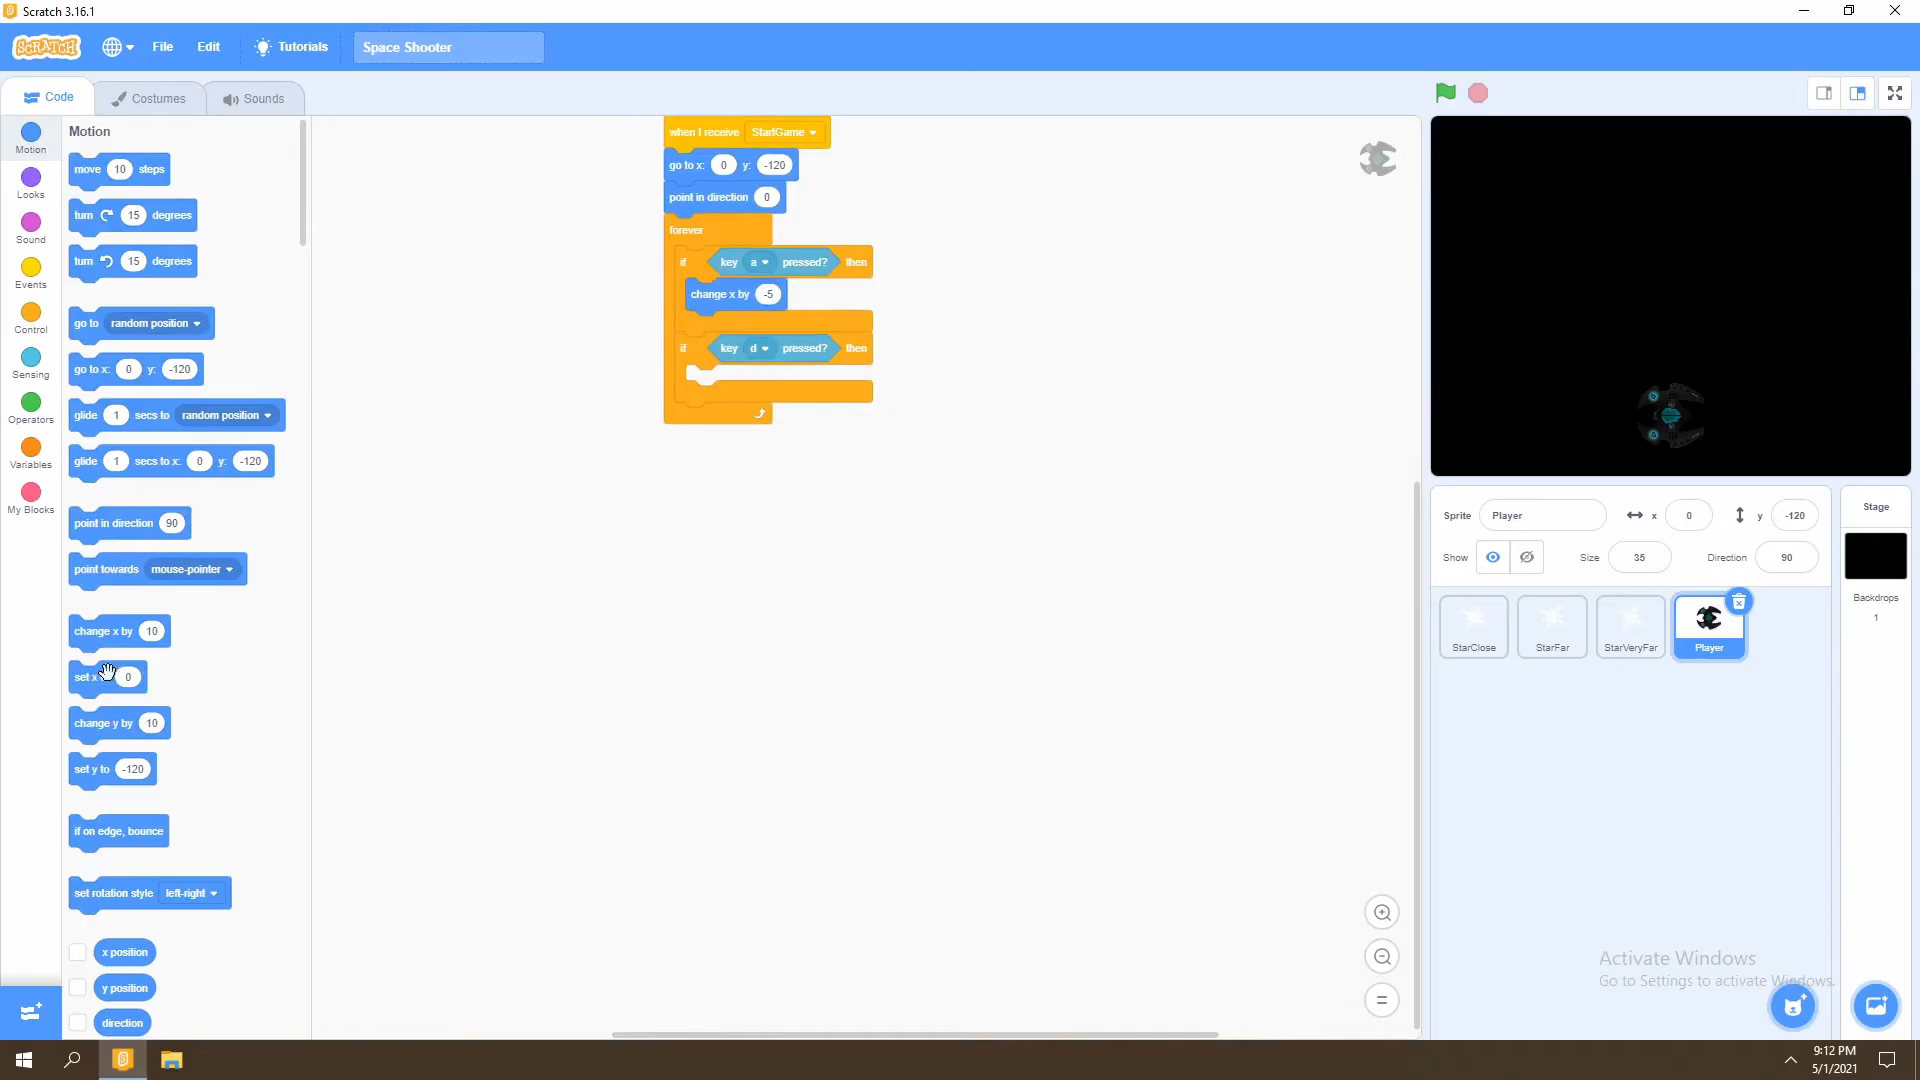 Scratch 3.16.1
SCRATCH
File
Edit
Tutorials
Space Shooter
Code
Costumes
Sounds
Motion
Looks
Sound
Events
Control
Sensing
Operators
Variables
My Blocks
Motion
move 10 steps
turn 15 degrees
turn 15 degrees
go to random position
go to x: 0 y: -120
glide 1 secs to random position
glide 1 secs to x: 0 y: -120
point in direction 90
point towards mouse-pointer
change x by 10
set x 0
change y by 10
set y to -120
if on edge, bounce
set rotation style left-right
x position
y position
direction
when I receive StartGame
go to x: 0 y: -120
point in direction 0
forever
if key a pressed? then
change x by -5
if key d pressed? then
Sprite Player x 0 y -120
Show Size 35 Direction 90
StarClose
StarFar
StarVeryFar
Player
Stage
Backdrops
1
Activate Windows
Go to Settings to activate Windows.
9:12 PM
5/1/2021